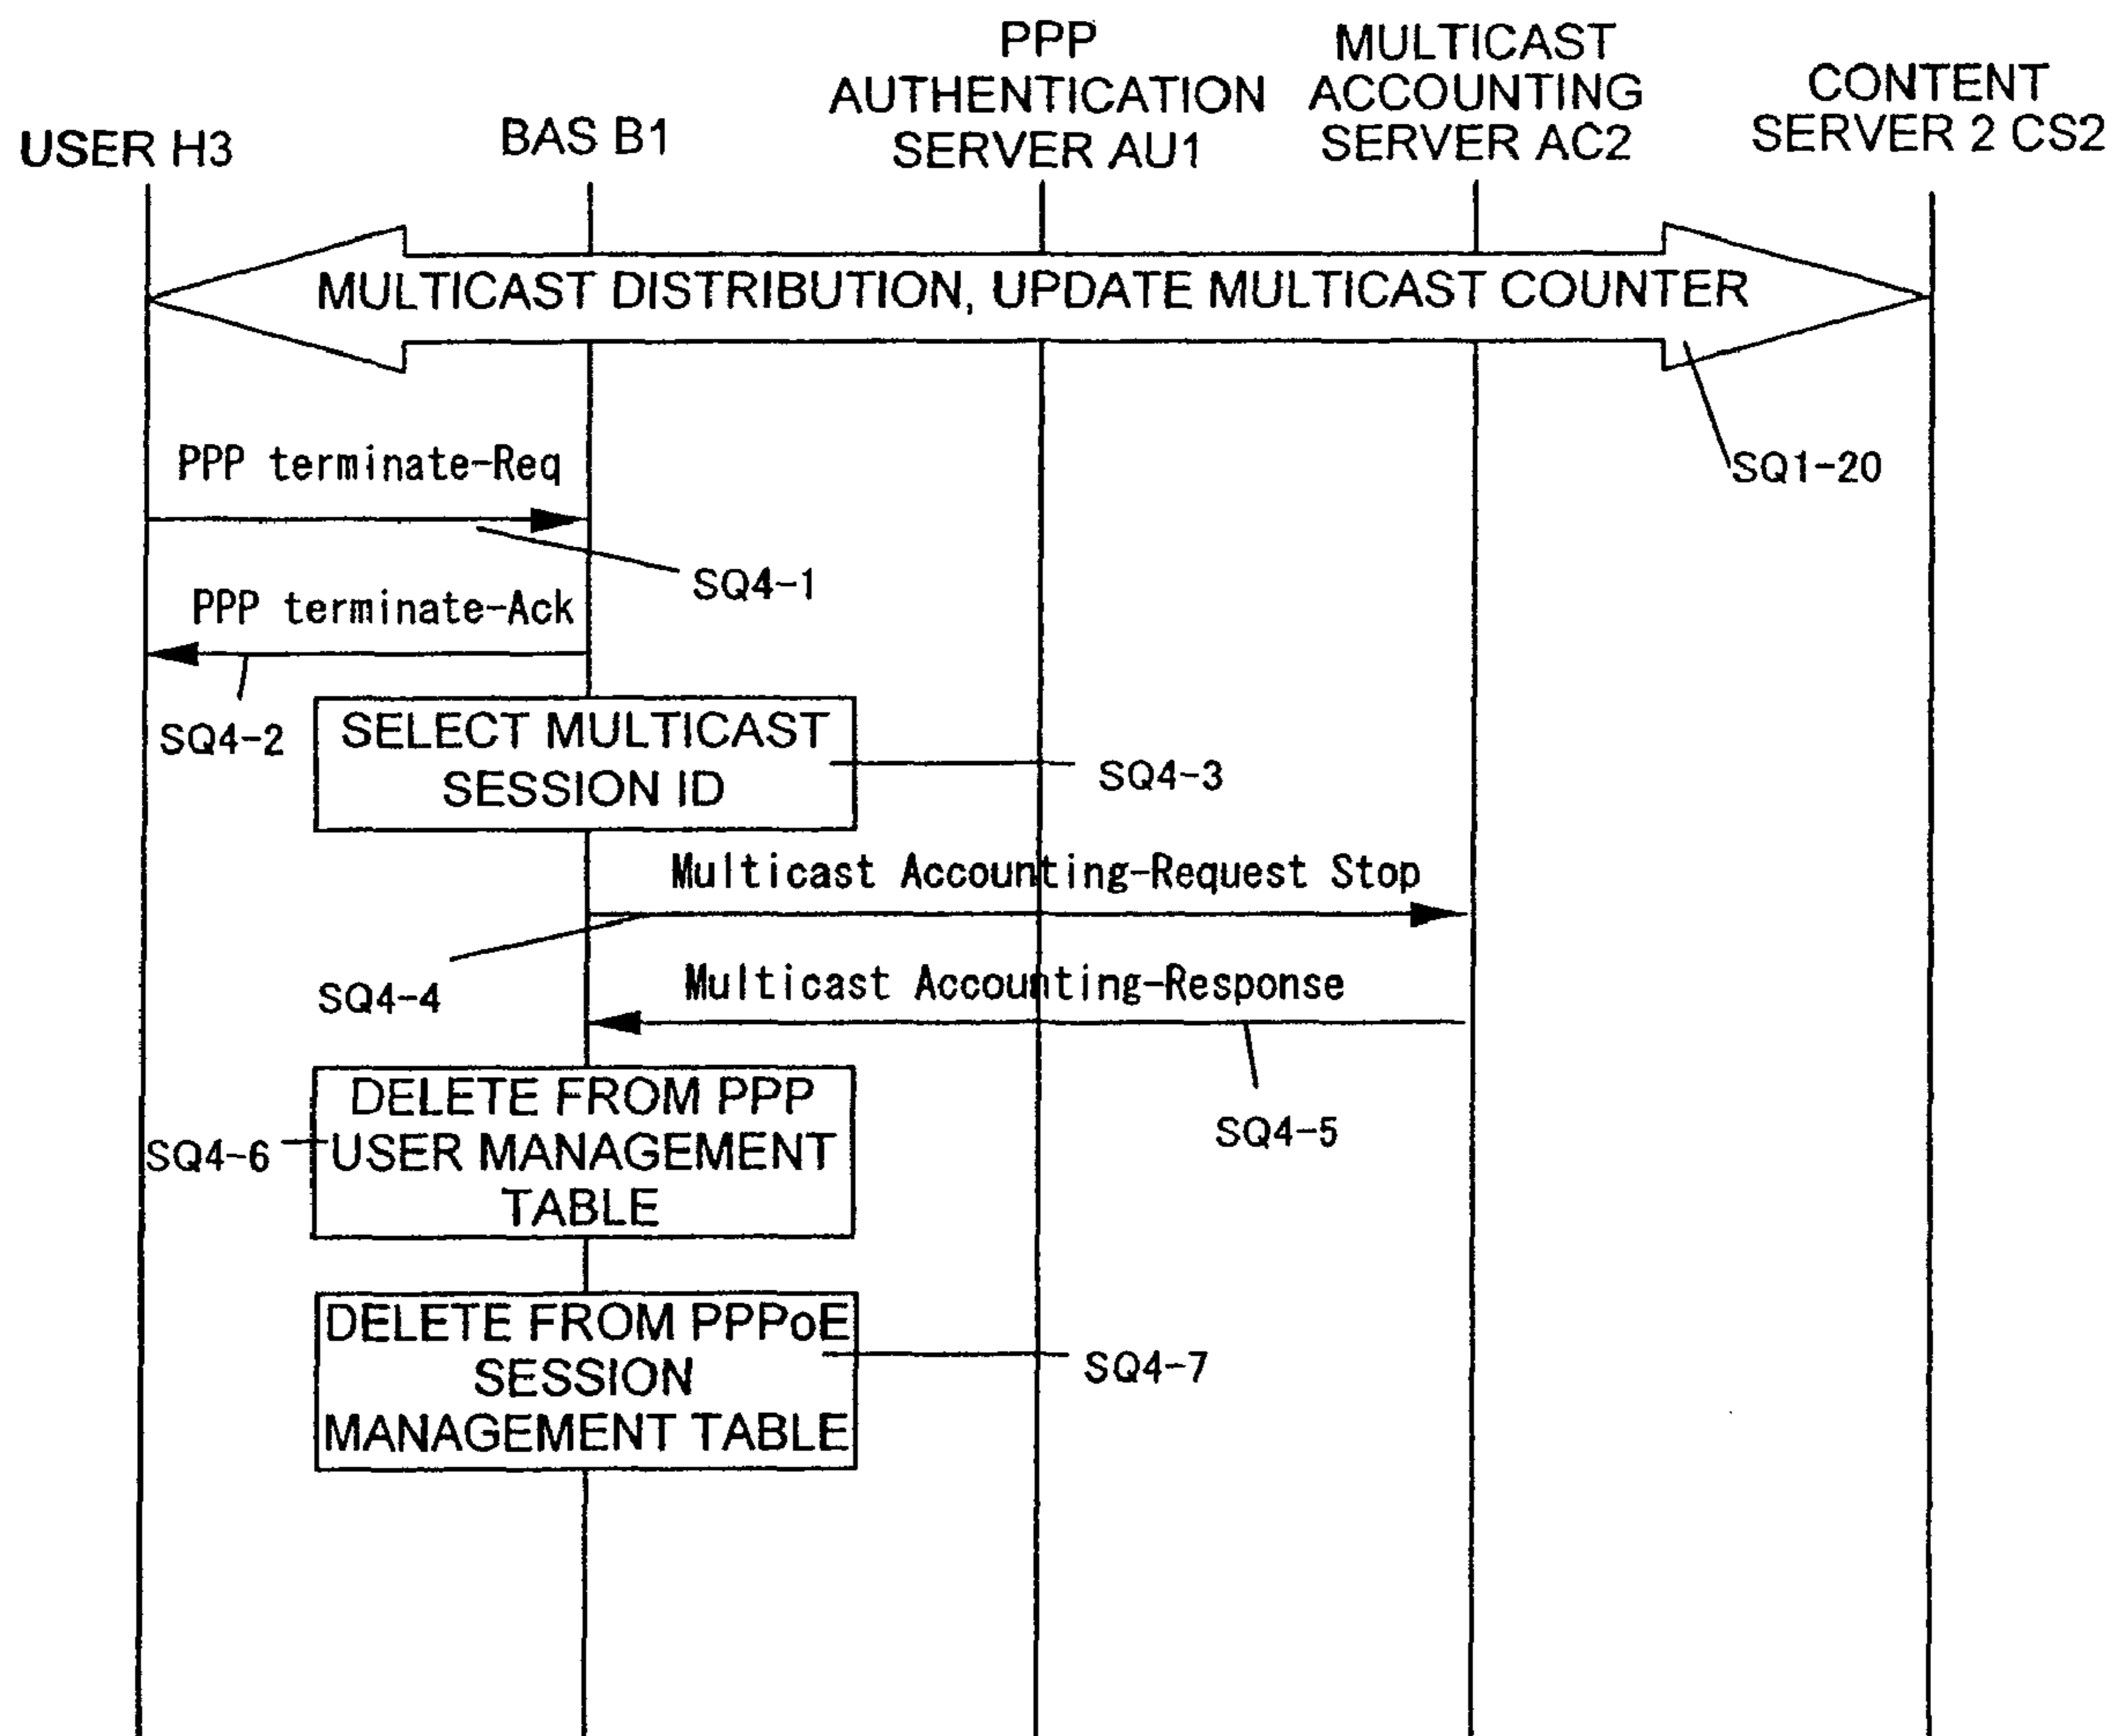 USER H3
BAS B1
PPP
AUTHENTICATION
SERVER AU1
MULTICAST
ACCOUNTING
SERVER AC2
CONTENT
SERVER 2 CS2
MULTICAST DISTRIBUTION, UPDATE MULTICAST COUNTER
SQ1-20
PPP terminate-Req
SQ4-1
PPP terminate-Ack
SQ4-2
SELECT MULTICAST
SESSION ID
SQ4-3
Multicast Accounting-Request Stop
SQ4-4
Multicast Accounting-Response
SQ4-5
DELETE FROM PPP
USER MANAGEMENT
TABLE
SQ4-6
DELETE FROM PPPoE
SESSION
MANAGEMENT TABLE
SQ4-7